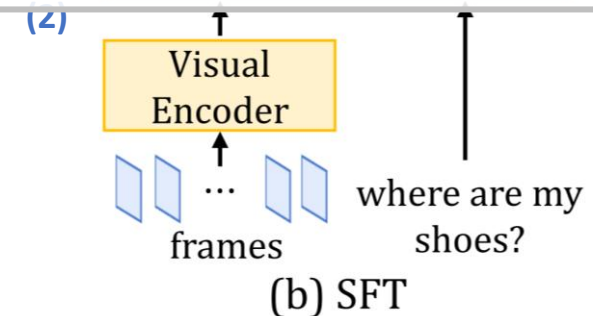 (2)
Visual
Encoder
...
frames
where are my
shoes?
(b) SFT